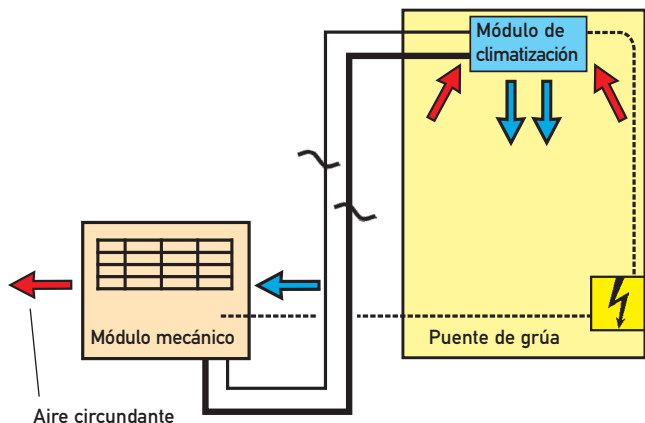 Módulo de
climatización
Módulo mecánico
Puente de grúa
Aire circundante